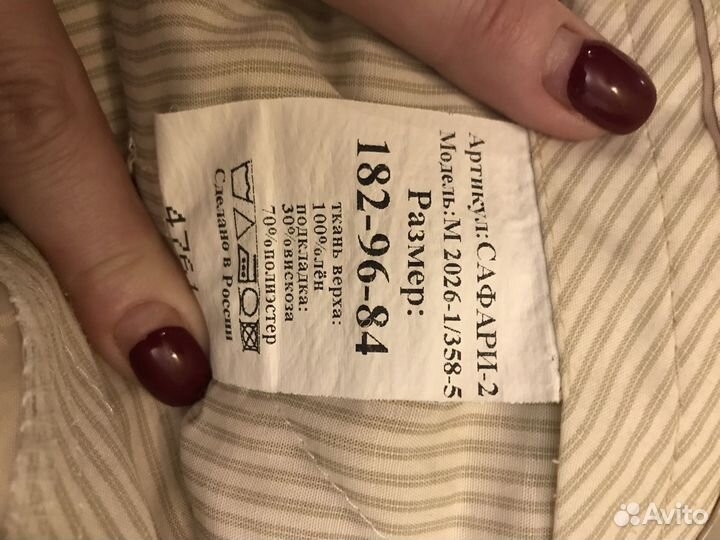 Артикул:САФАРИ-2
Модель:М 2026-1/358-5
Размер:
182-96-84
ткань верха:
100%лён
подкладка:
30%вискоза
70%полиэстер
Сделано в России
Avito